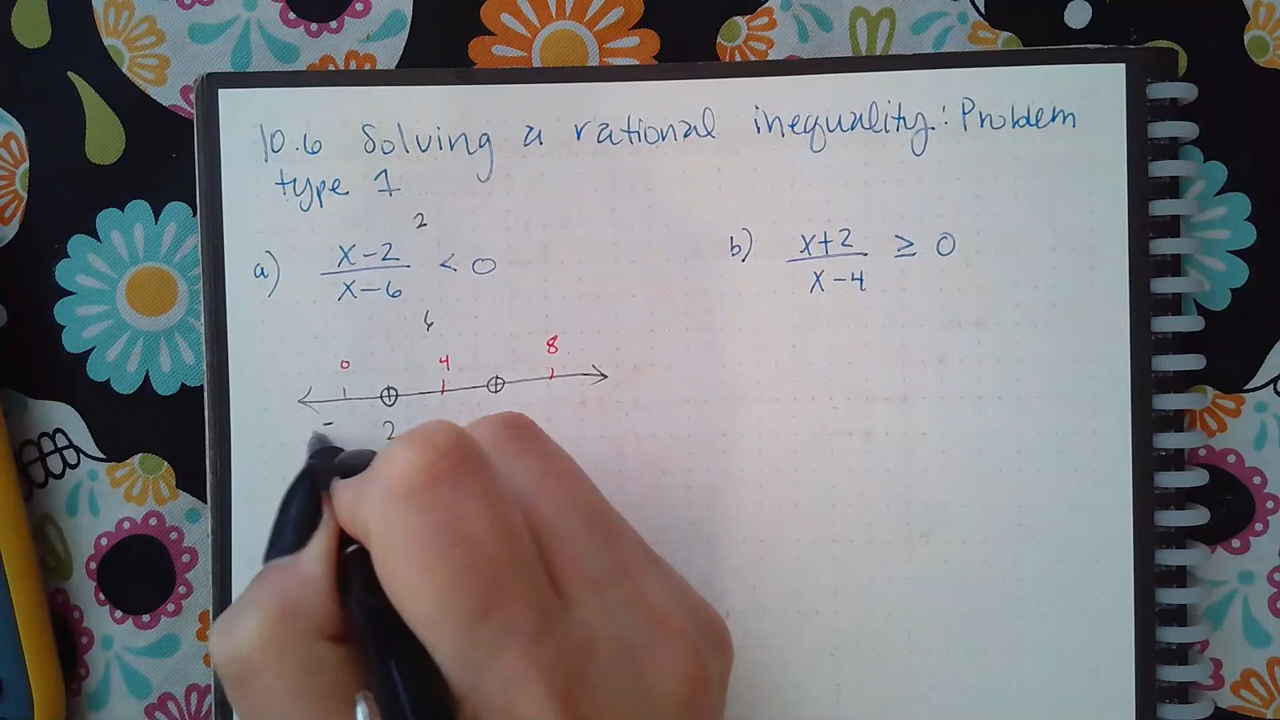 10.6 Solving a rational inequality: Problem
type 1
2
a) x-2 / x-6 < 0
b) x+2 / x-4 ≥ 0
6
0 4 8
- 2